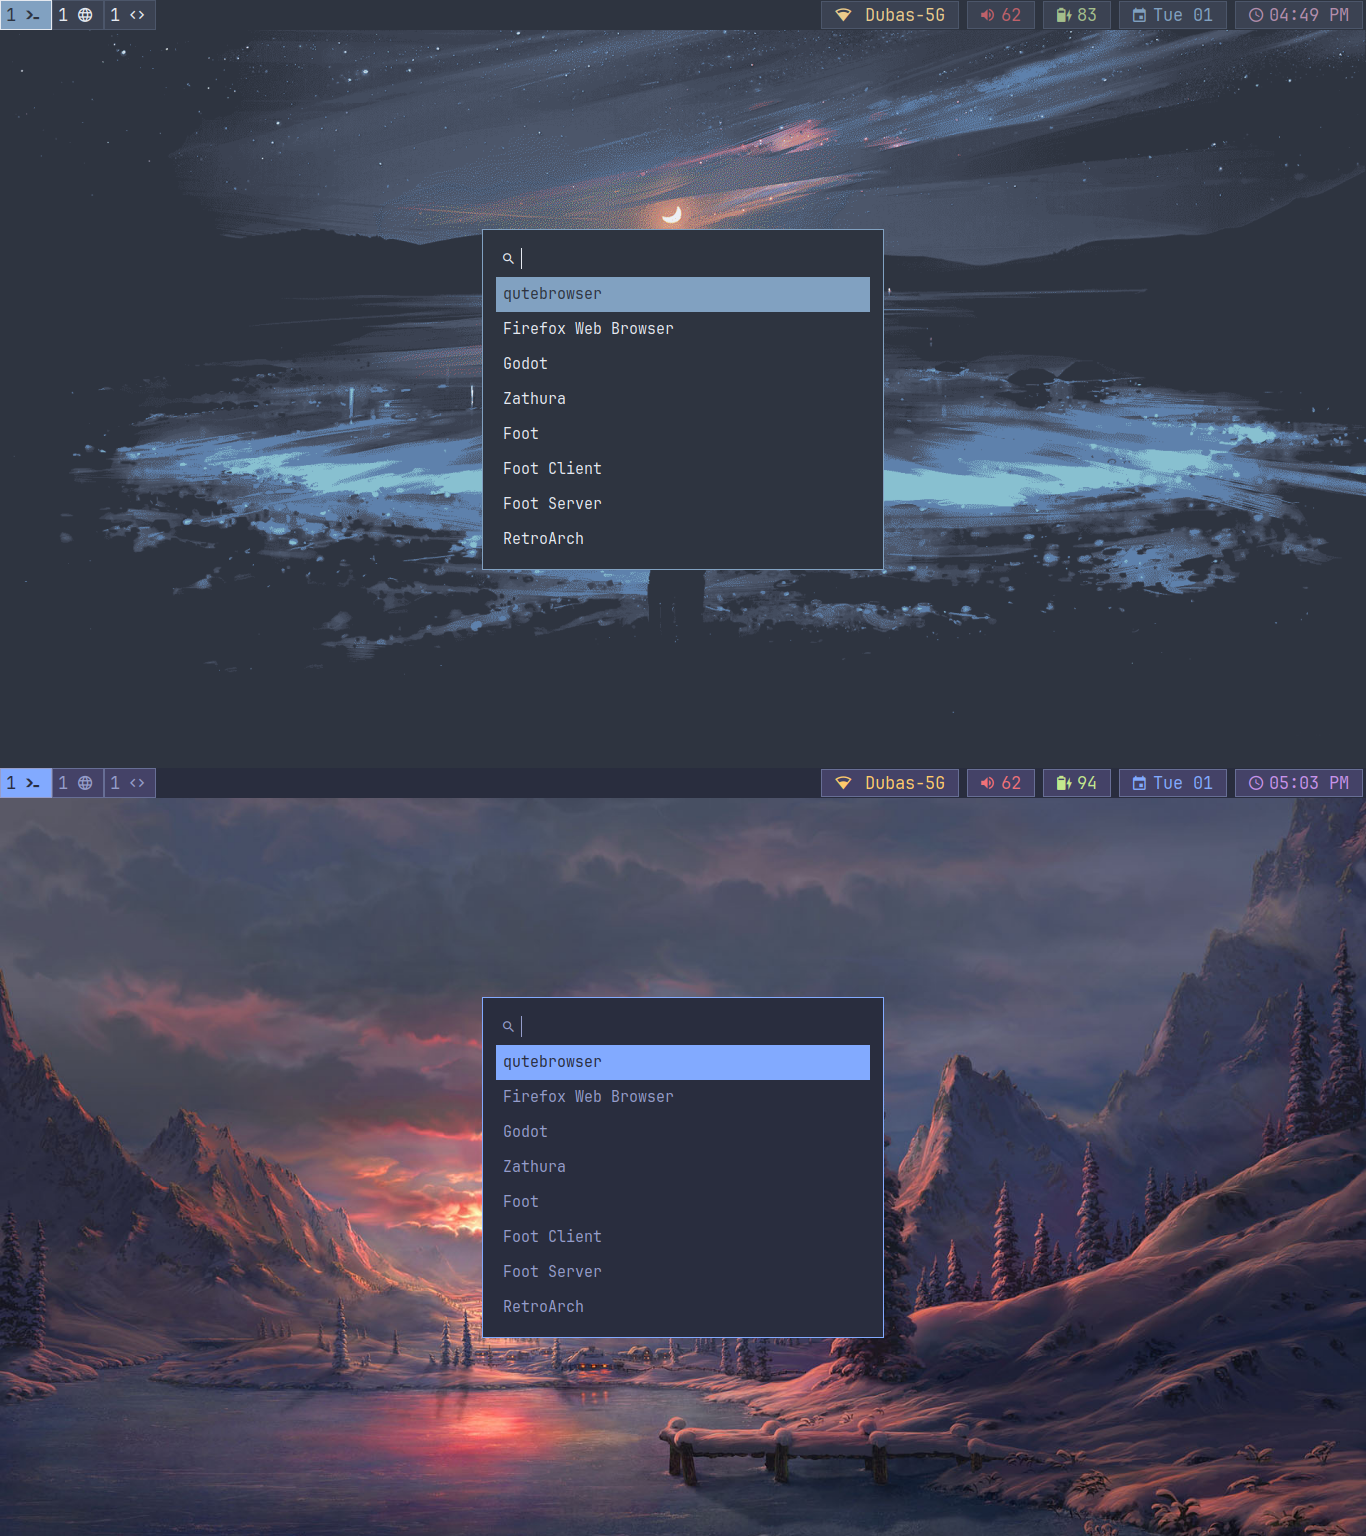 1 1 1 Dubas-5G 62 83 Tue 01 04:49 PM
qutebrowser
Firefox Web Browser
Godot
Zathura
Foot
Foot Client
Foot Server
RetroArch
1 1 1 Dubas-5G 62 94 Tue 01 05:03 PM
qutebrowser
Firefox Web Browser
Godot
Zathura
Foot
Foot Client
Foot Server
RetroArch